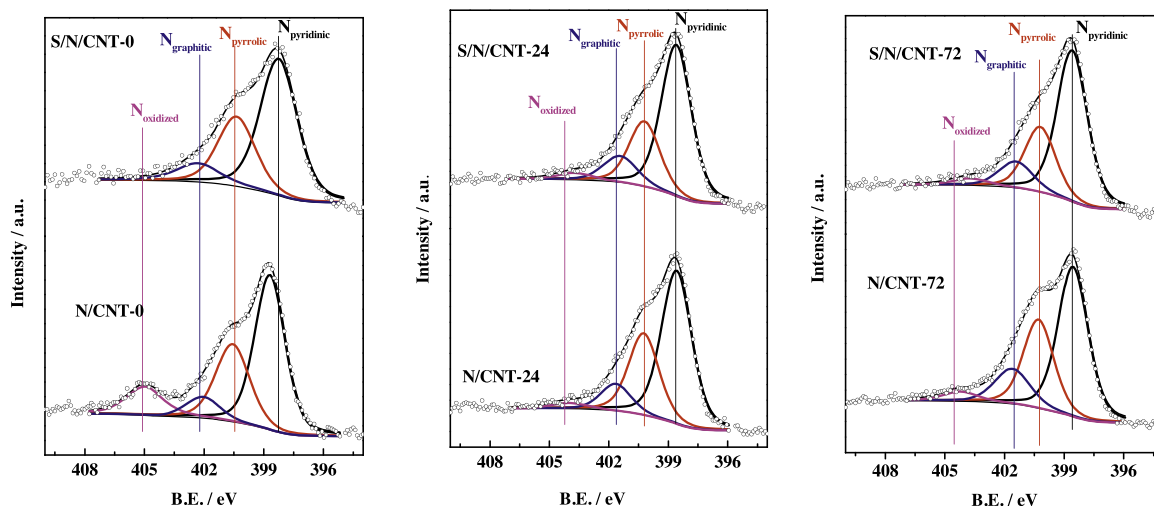 S/N/CNT-0
N graphitic
N pyrrolic
N pyridinic
N oxidized
N/CNT-0
Intensity / a.u.
408 405 402 399 396
B.E. / eV
S/N/CNT-24
N graphitic
N pyrrolic
N pyridinic
N oxidized
N/CNT-24
Intensity / a.u.
408 405 402 399 396
B.E. / eV
S/N/CNT-72
N graphitic
N pyrrolic
N pyridinic
N oxidized
N/CNT-72
Intensity / a.u.
408 405 402 399 396
B.E. / eV